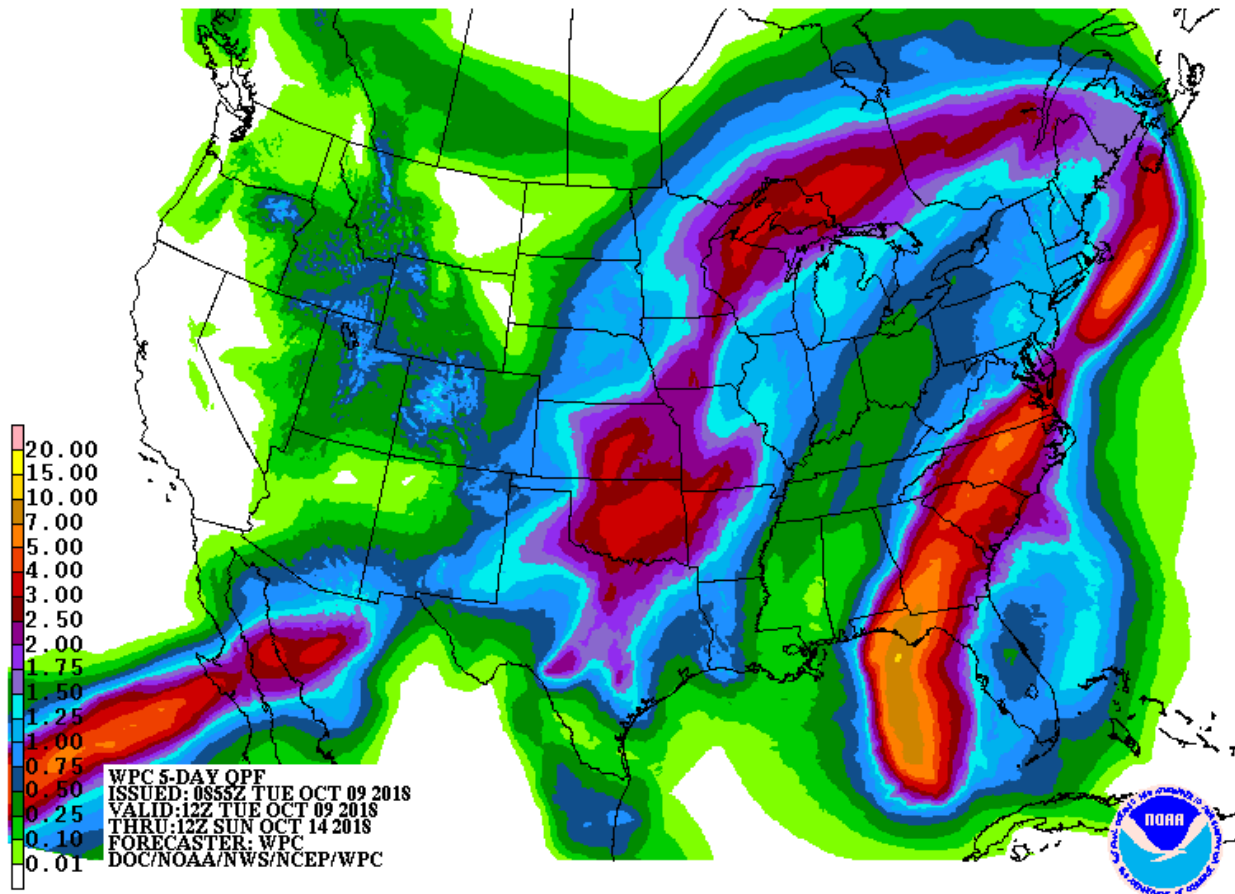 20.00
15.00
10.00
7.00
5.00
4.00
3.00
2.50
2.00
1.75
1.50
1.25
1.00
0.75
0.50
0.25
0.10
0.01
WPC 5-DAY QPF
ISSUED: 0855Z TUE OCT 09 2018
VALID:12Z TUE OCT 09 2018
THRU:12Z SUN OCT 14 2018
FORECASTER: WPC
DOC/NOAA/NWS/NCEP/WPC
NOAA